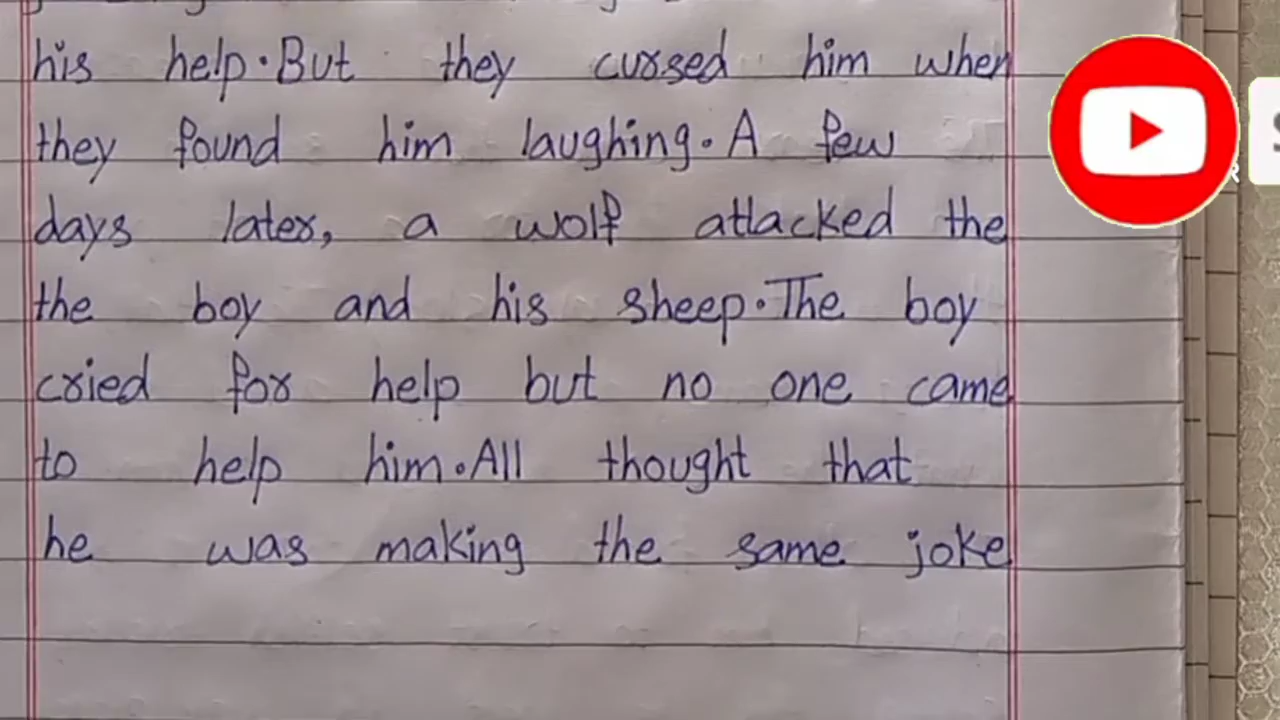 his help. But they cursed him when
they found him laughing. A few
days later, a wolf attacked the
the boy and his sheep. The boy
cried for help but no one came
to help him. All thought that
he was making the same joke